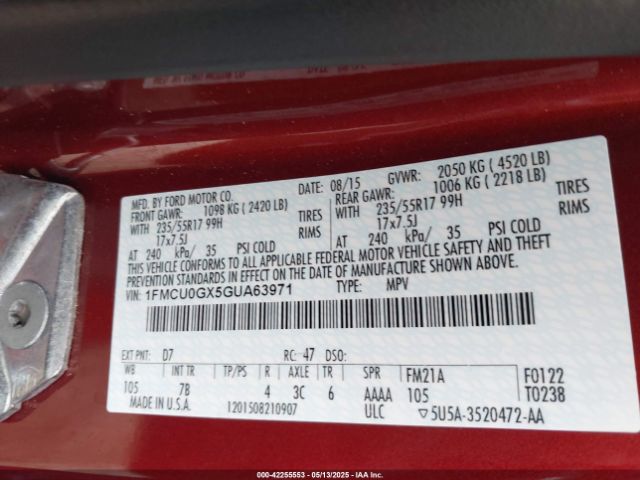 MFD. BY FORD MOTOR CO.
DATE: 08/15 GVWR: 2050 KG ( 4520 LB)
FRONT GAWR: 1098 KG ( 2420 LB) REAR GAWR: 1006 KG ( 2218 LB)
WITH 235/55R17 99H TIRES WITH 235/55R17 99H TIRES
17x7.5J RIMS 17x7.5J RIMS
AT 240 kPa/ 35 PSI COLD AT 240 kPa/ 35 PSI COLD
THIS VEHICLE CONFORMS TO ALL APPLICABLE FEDERAL MOTOR VEHICLE SAFETY AND THEFT
PREVENTION STANDARDS IN EFFECT ON THE DATE OF MANUFACTURE SHOWN ABOVE.
VIN: 1FMCU0GX5GUA63971 TYPE: MPV
EXT PNT: D7 RC: 47 DSO:
WB INT TR TP/PS R AXLE TR SPR FM21A F0122
105 7B 4 3C 6 AAAA 105 T0238
MADE IN U.S.A. 1201508210907 ULC ▽5U5A-3520472-AA
000-42255553 - 05/13/2025 - IAA Inc.